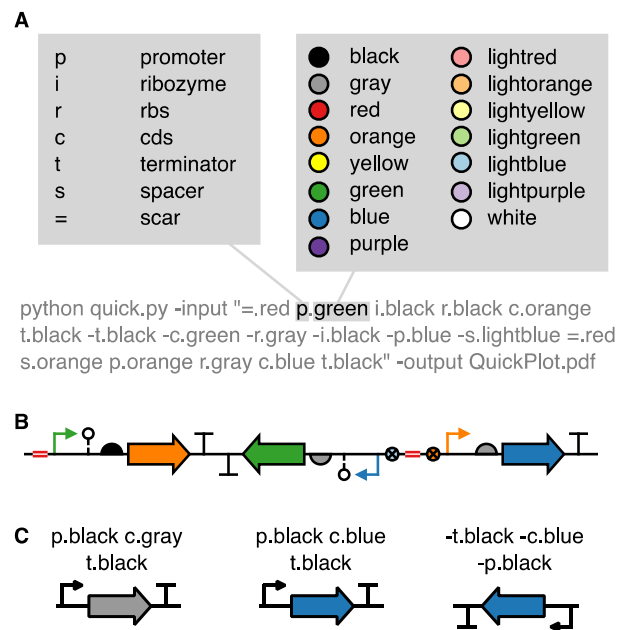 A
p promoter
i ribozyme
r rbs
c cds
t terminator
s spacer
= scar
black
gray
red
orange
yellow
green
blue
purple
lightred
lightorange
lightyellow
lightgreen
lightblue
lightpurple
white
python quick.py -input "=.red p.green i.black r.black c.orange
t.black -t.black -c.green -r.gray -i.black -p.blue -s.lightblue =.red
s.orange p.orange r.gray c.blue t.black" -output QuickPlot.pdf
B
C
p.black c.gray
t.black
p.black c.blue
t.black
-t.black -c.blue
-p.black